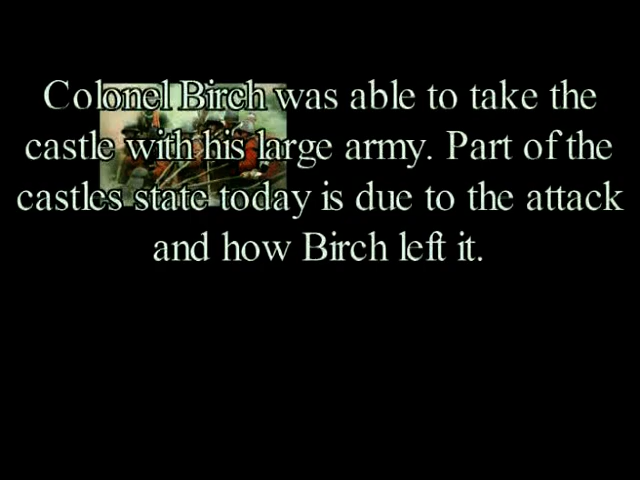 Colonel Birch was able to take the
castle with his large army. Part of the
castles state today is due to the attack
and how Birch left it.